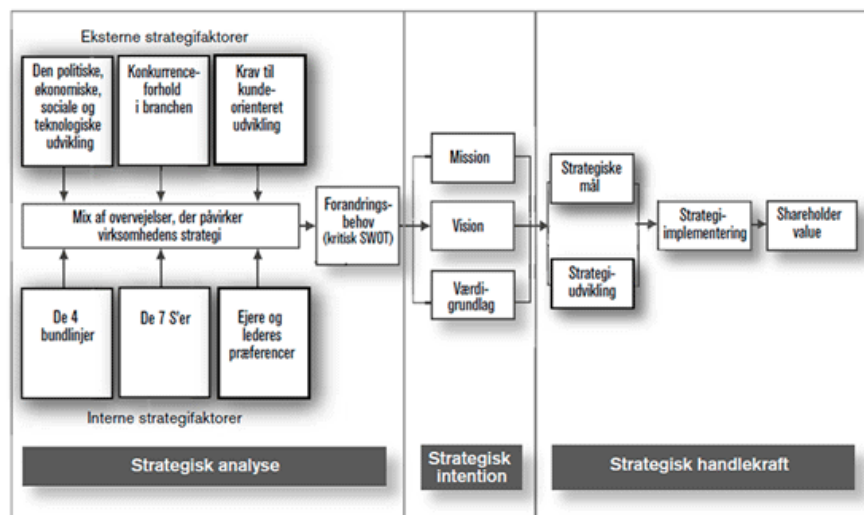 Eksterne strategifaktorer
Den politiske,
økonomiske,
sociale og
teknologiske
udvikling
Konkurrence-
forhold
i branchen
Krav til
kunde-
orienteret
udvikling
Mix af overvejelser, der påvirker
virksomhedens strategi
De 4
bundlinjer
De 7 S'er
Ejere og
lederes
præferencer
Interne strategifaktorer
Forandrings-
behov
(kritisk SWOT)
Strategisk analyse
Mission
Vision
Værdi-
grundlag
Strategisk
intention
Strategiske
mål
Strategi-
udvikling
Strategi-
implementering
Shareholder
value
Strategisk handlekraft